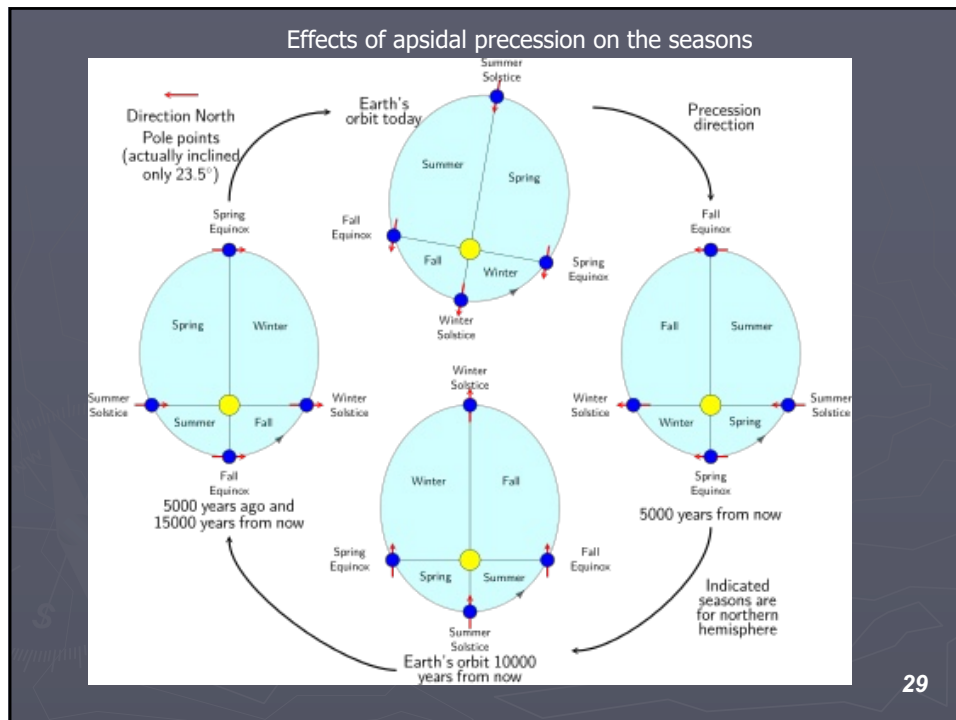 Effects of apsidal precession on the seasons
Direction North
Pole points
(actually inclined
only 23.5°)
Earth's
orbit today
Summer
Solstice
Summer
Spring
Fall
Equinox
Fall
Winter
Spring
Equinox
Winter
Solstice
Precession
direction
Spring
Equinox
Spring
Winter
Summer
Solstice
Summer
Fall
Winter
Solstice
Fall
Equinox
5000 years ago and
15000 years from now
Fall
Equinox
Fall
Summer
Winter
Solstice
Winter
Spring
Summer
Solstice
Spring
Equinox
5000 years from now
Winter
Solstice
Winter
Fall
Spring
Equinox
Spring
Summer
Fall
Equinox
Summer
Solstice
Earth's orbit 10000
years from now
Indicated
seasons are
for northern
hemisphere
29
S